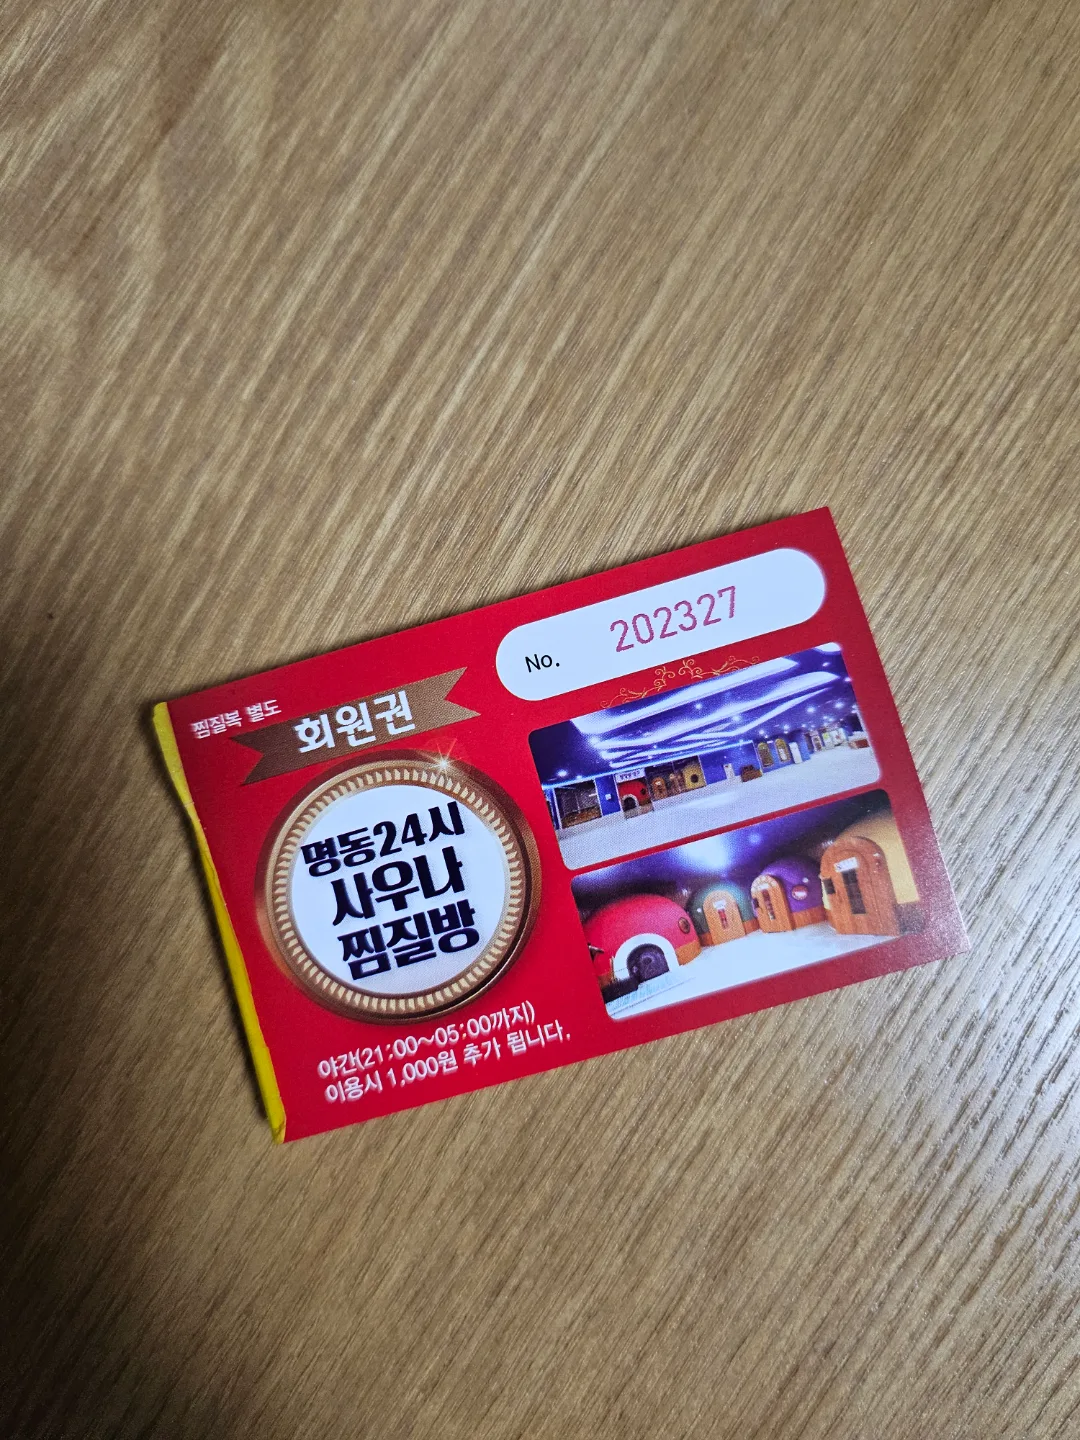 No. 202327
찜질복 별도
회원권
명동24시
사우나
찜질방
야간(21:00~05:00까지)
이용시 1,000원 추가 됩니다.